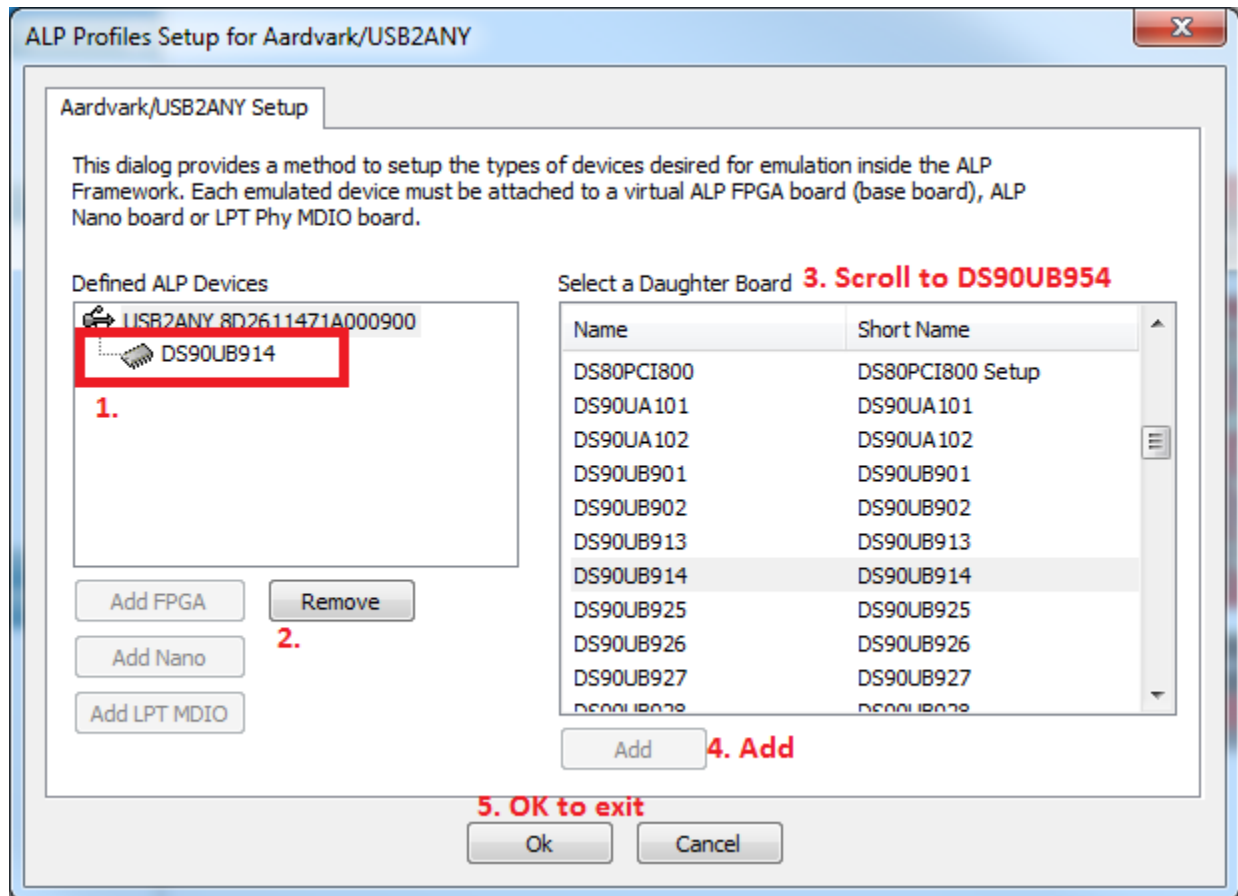 ALP Profiles Setup for Aardvark/USB2ANY
Aardvark/USB2ANY Setup
This dialog provides a method to setup the types of devices desired for emulation inside the ALP
Framework. Each emulated device must be attached to a virtual ALP FPGA board (base board), ALP
Nano board or LPT Phy MDIO board.
Defined ALP Devices
USB2ANY 8D2611471A000900
DS90UB914
1.
Add FPGA
Remove
2.
Add Nano
Add LPT MDIO
Select a Daughter Board 3. Scroll to DS90UB954
Name Short Name
DS80PCI800 DS80PCI800 Setup
DS90UA101 DS90UA101
DS90UA102 DS90UA102
DS90UB901 DS90UB901
DS90UB902 DS90UB902
DS90UB913 DS90UB913
DS90UB914 DS90UB914
DS90UB925 DS90UB925
DS90UB926 DS90UB926
DS90UB927 DS90UB927
DS90UB928 DS90UB928
Add 4. Add
5. OK to exit
Ok Cancel